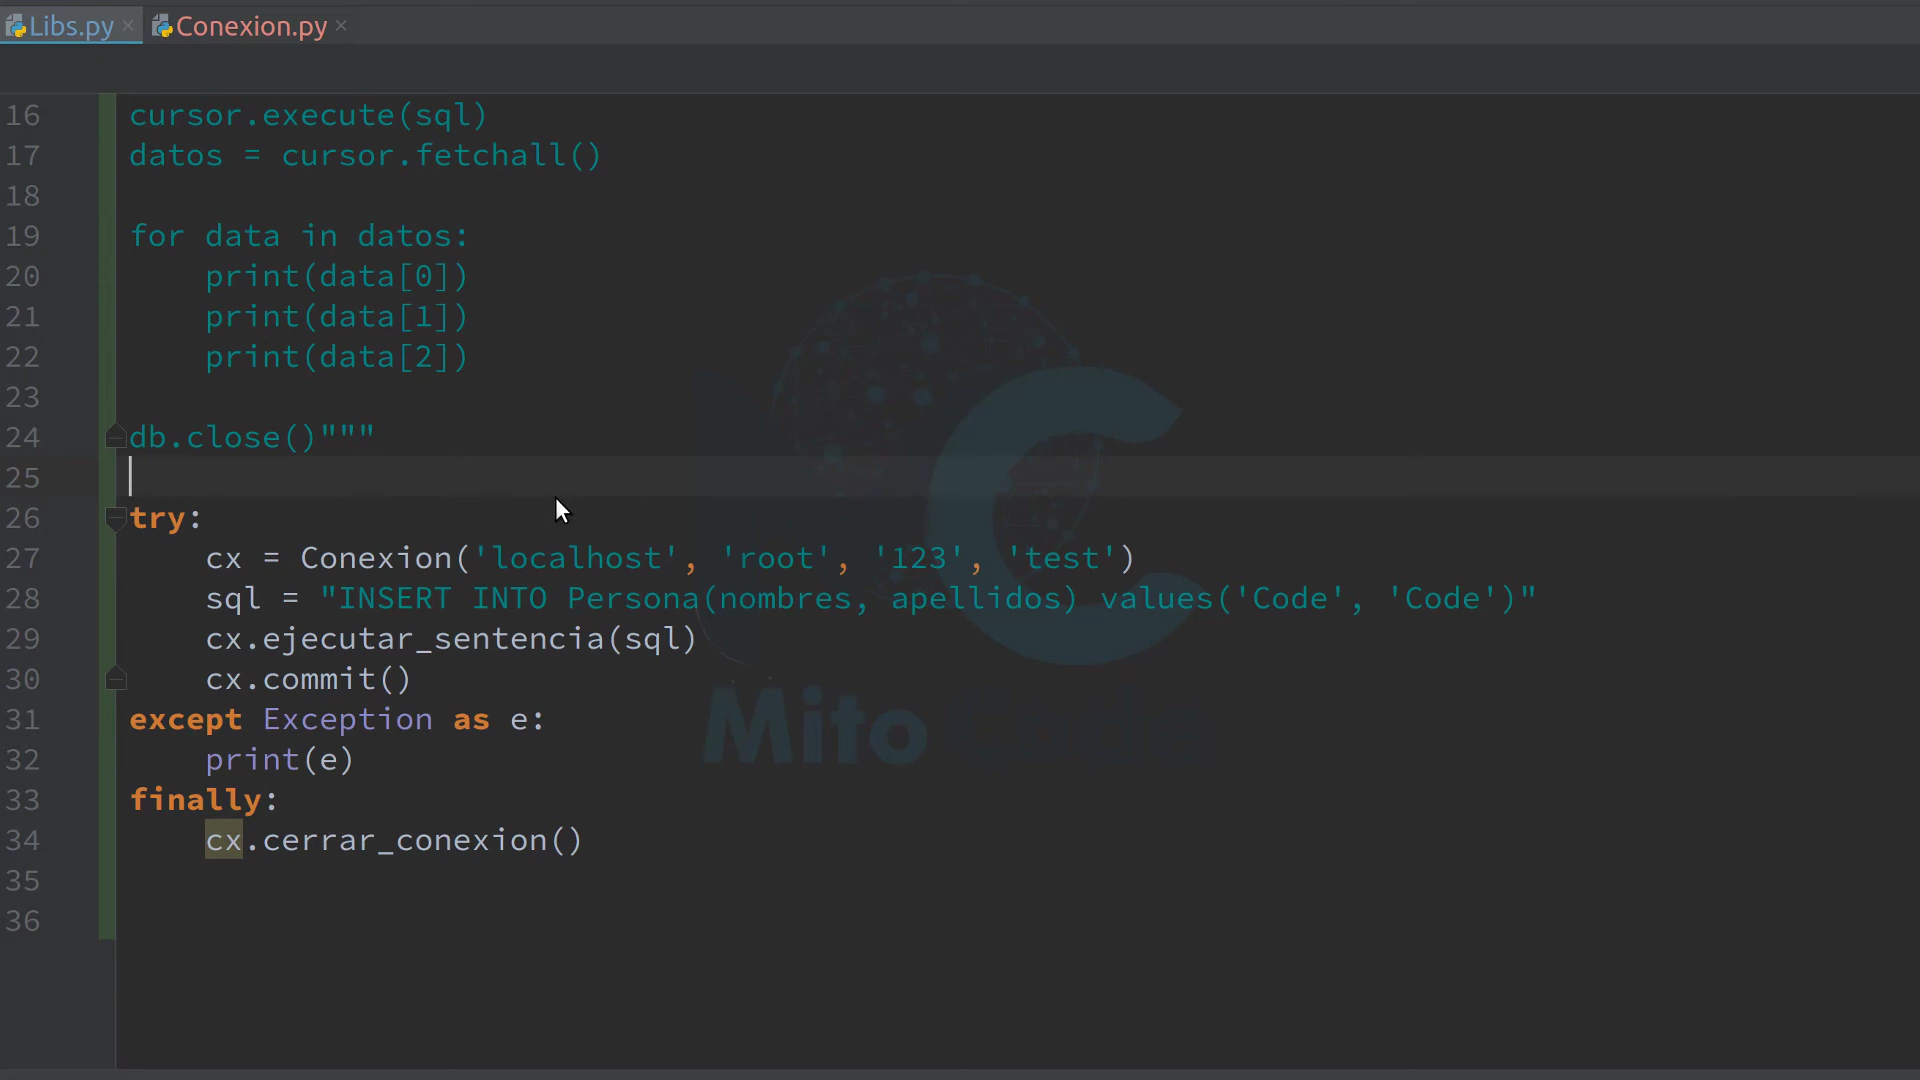 Libs.py
Conexion.py
16 cursor.execute(sql)
17 datos = cursor.fetchall()
18
19 for data in datos:
20     print(data[0])
21     print(data[1])
22     print(data[2])
23
24 db.close()"""
25
26 try:
27     cx = Conexion('localhost', 'root', '123', 'test')
28     sql = "INSERT INTO Persona(nombres, apellidos) values('Code', 'Code')"
29     cx.ejecutar_sentencia(sql)
30     cx.commit()
31 except Exception as e:
32     print(e)
33 finally:
34     cx.cerrar_conexion()
35
36
Mito